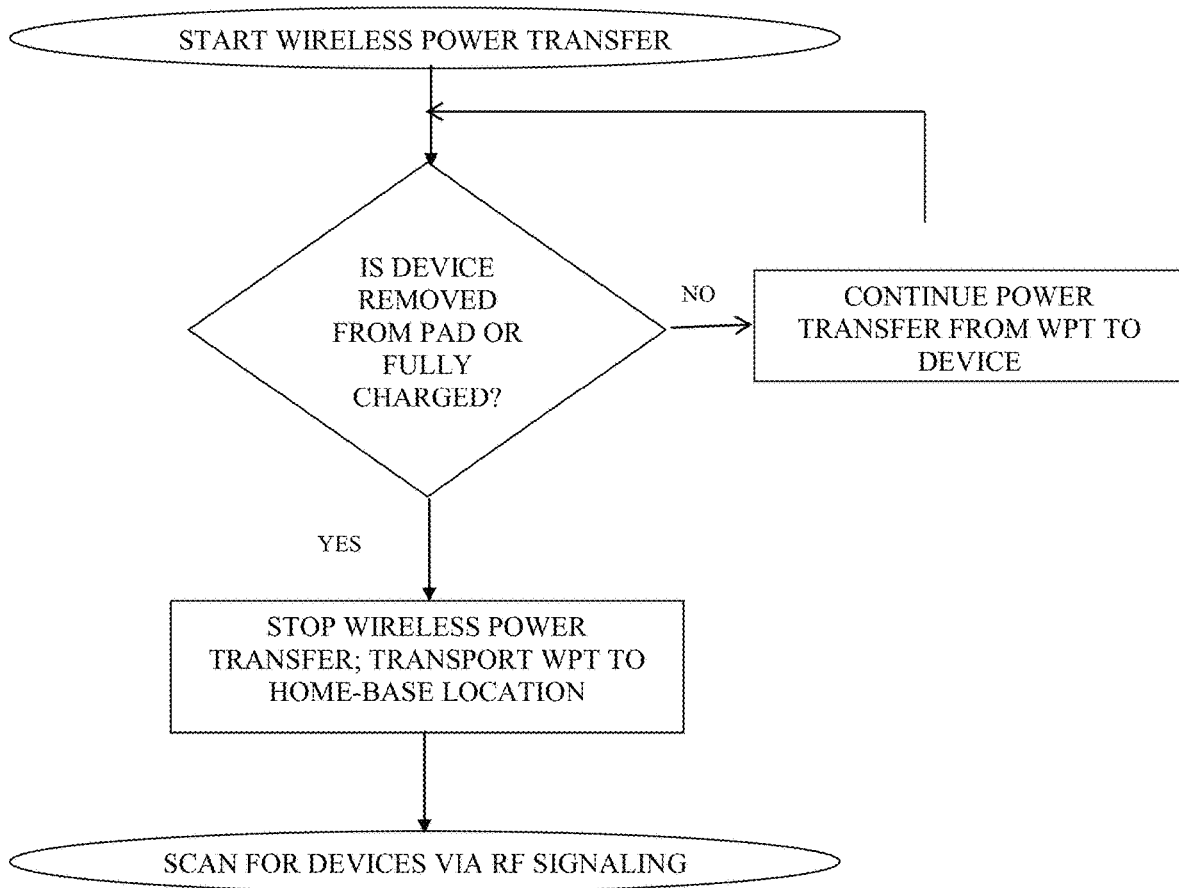 START WIRELESS POWER TRANSFER
IS DEVICE
REMOVED
FROM PAD OR
FULLY
CHARGED?
NO
CONTINUE POWER
TRANSFER FROM WPT TO
DEVICE
YES
STOP WIRELESS POWER
TRANSFER; TRANSPORT WPT TO
HOME-BASE LOCATION
SCAN FOR DEVICES VIA RF SIGNALING